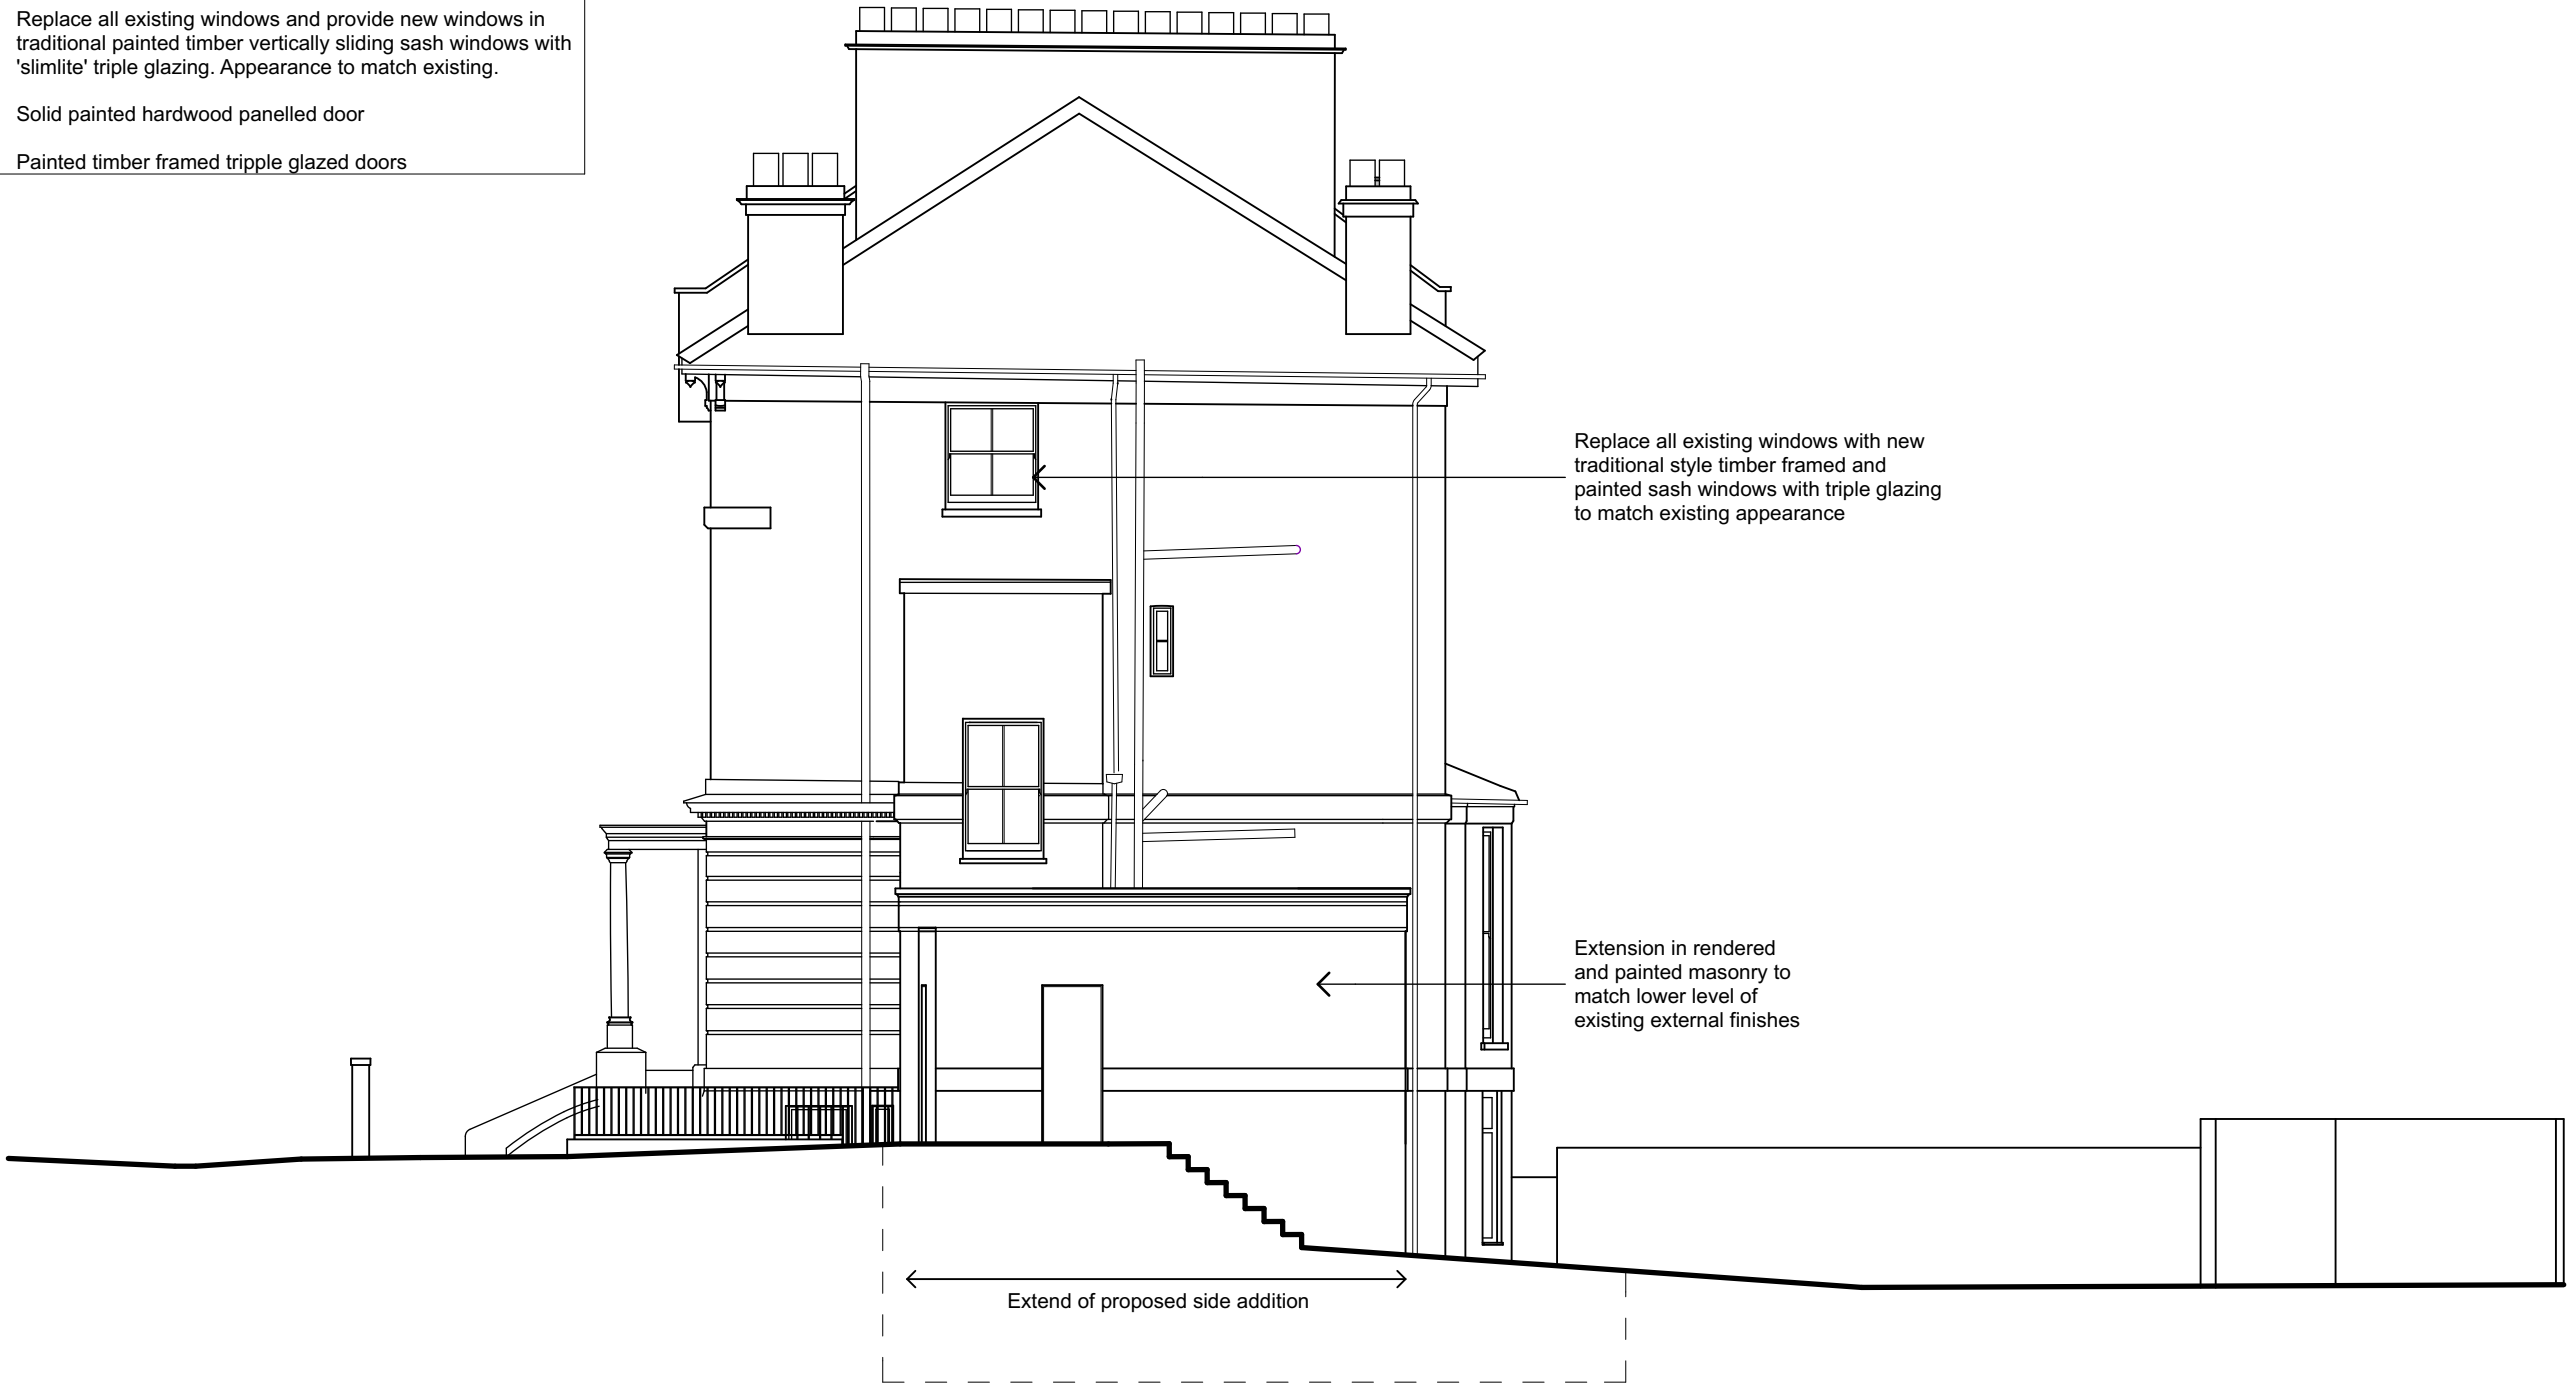 Replace all existing windows and provide new windows in
traditional painted timber vertically sliding sash windows with
'slimlite' triple glazing. Appearance to match existing.
Solid painted hardwood panelled door
Painted timber framed tripple glazed doors
Replace all existing windows with new
traditional style timber framed and
painted sash windows with triple glazing
to match existing appearance
Extension in rendered
and painted masonry to
match lower level of
existing external finishes
Extend of proposed side addition